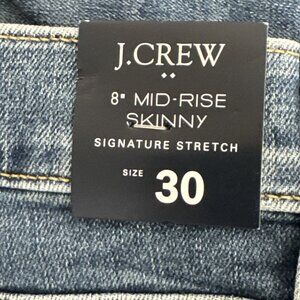 J.CREW
8" MID-RISE
SKINNY
SIGNATURE STRETCH
SIZE 30